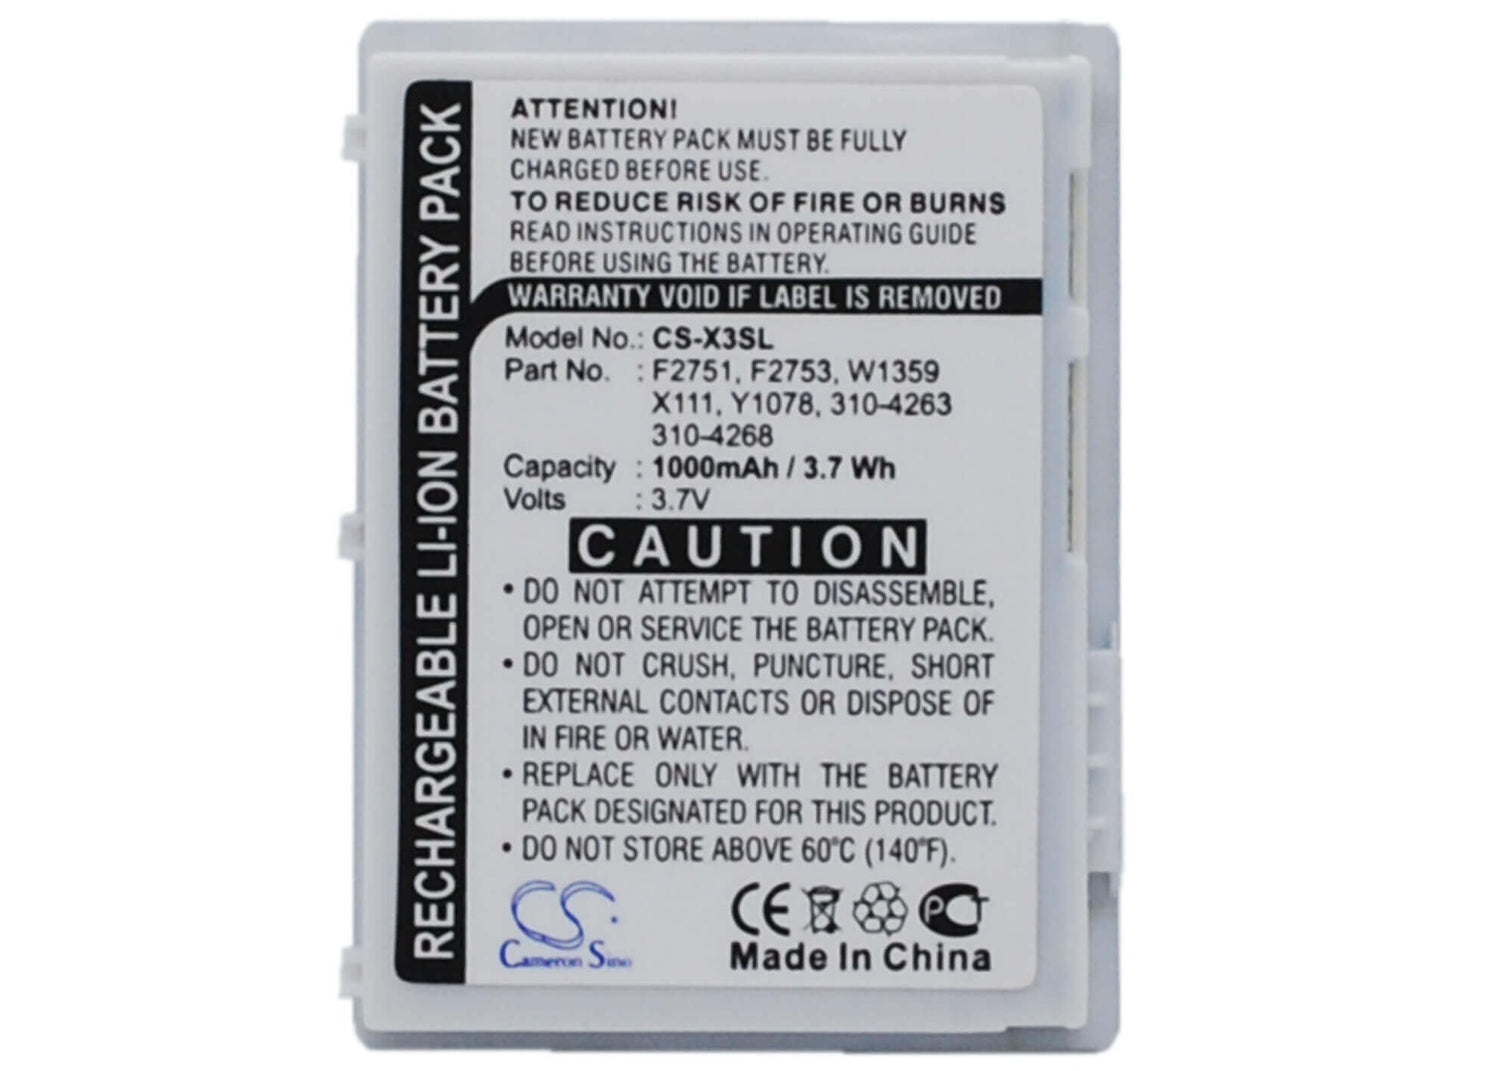 RECHARGEABLE LI-ION BATTERY PACK
ATTENTION!
NEW BATTERY PACK MUST BE FULLY
CHARGED BEFORE USE.
TO REDUCE RISK OF FIRE OR BURNS
READ INSTRUCTIONS IN OPERATING GUIDE
BEFORE USING THE BATTERY.
WARRANTY VOID IF LABEL IS REMOVED
Model No.: CS-X3SL
Part No. : F2751, F2753, W1359
X111, Y1078, 310-4263
310-4268
Capacity : 1000mAh / 3.7 Wh
Volts : 3.7V
CAUTION
• DO NOT ATTEMPT TO DISASSEMBLE,
OPEN OR SERVICE THE BATTERY PACK.
• DO NOT CRUSH, PUNCTURE, SHORT
EXTERNAL CONTACTS OR DISPOSE OF
IN FIRE OR WATER.
• REPLACE ONLY WITH THE BATTERY
PACK DESIGNATED FOR THIS PRODUCT.
• DO NOT STORE ABOVE 60°C (140°F).
CS
Cameron Sino
CE PCT
Made In China